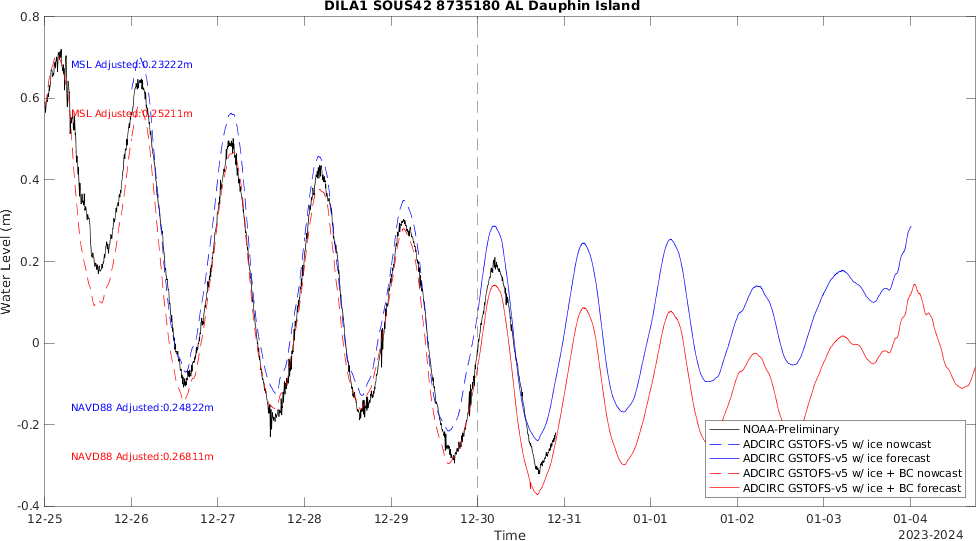 DILA1 SOUS42 8735180 AL Dauphin Island
Water Level (m)
0.8
0.6
0.4
0.2
0
-0.2
-0.4
MSL Adjusted:0.23222m
MSL Adjusted:0.25211m
NAVD88 Adjusted:0.24822m
NAVD88 Adjusted:0.26811m
NOAA-Preliminary
ADCIRC GSTOFS-v5 w/ ice nowcast
ADCIRC GSTOFS-v5 w/ ice forecast
ADCIRC GSTOFS-v5 w/ ice + BC nowcast
ADCIRC GSTOFS-v5 w/ ice + BC forecast
12-25 12-26 12-27 12-28 12-29 12-30 12-31 01-01 01-02 01-03 01-04
Time
2023-2024